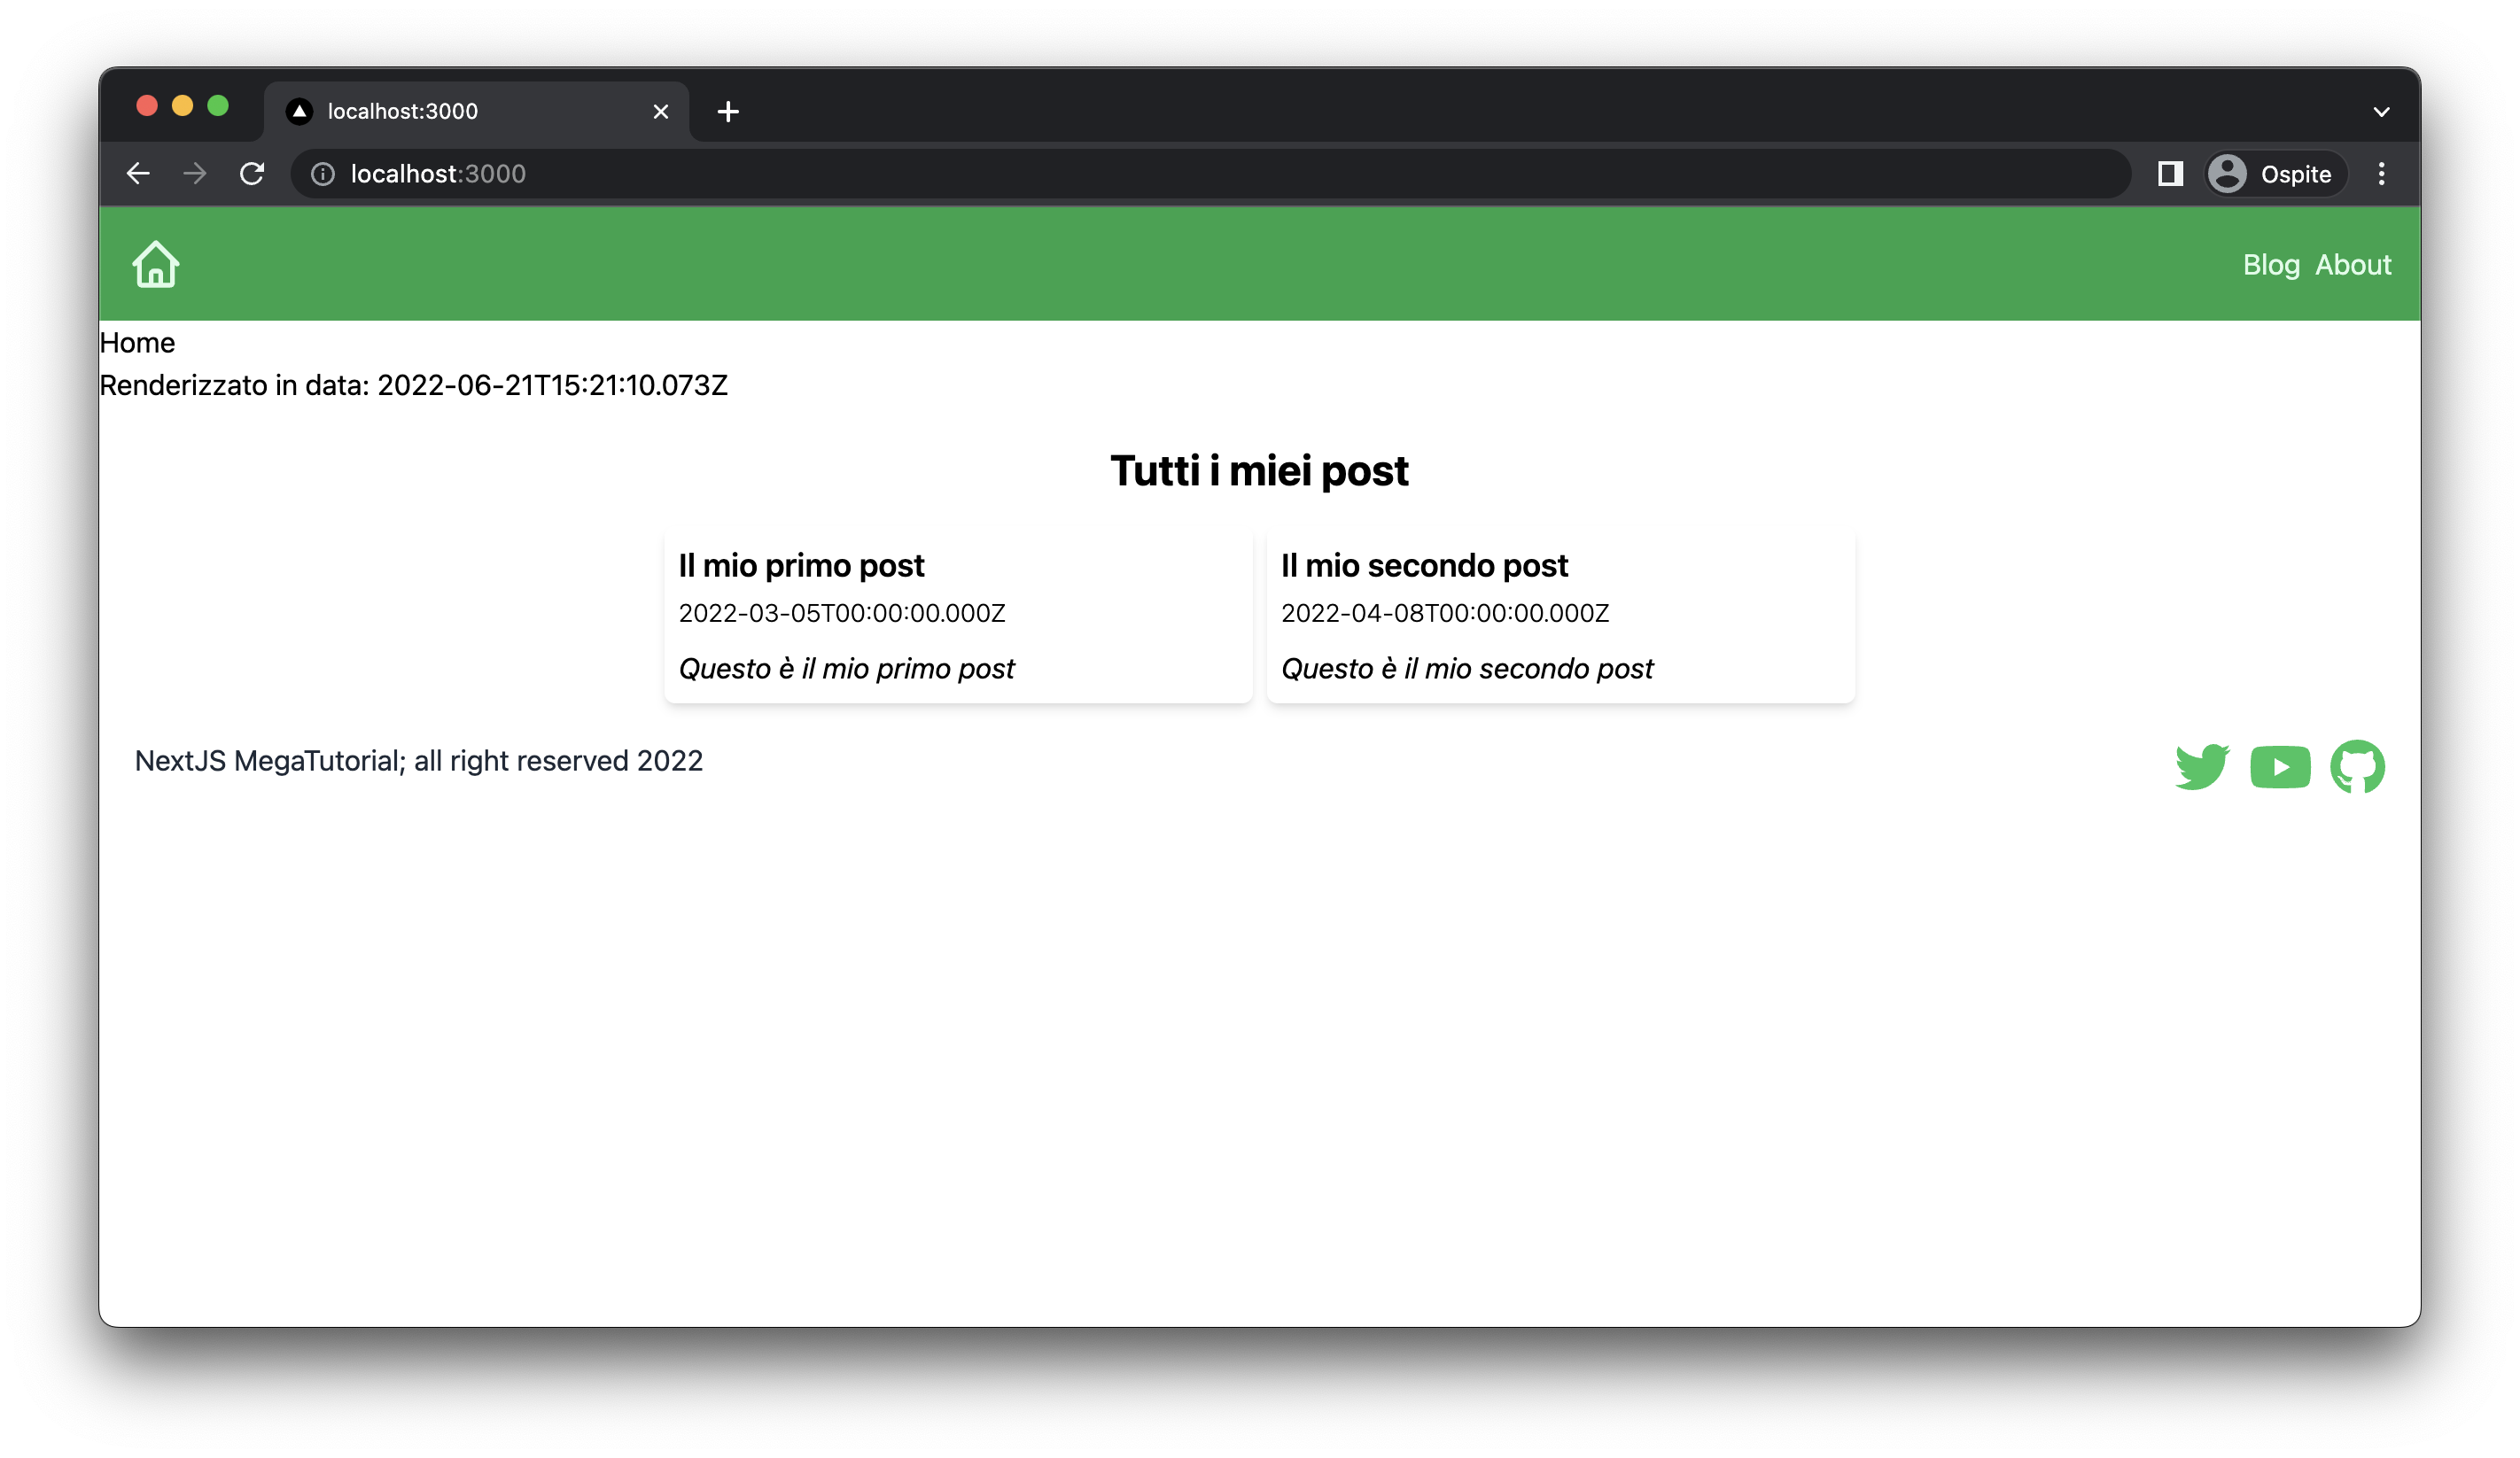 localhost:3000
localhost:3000
Ospite
Blog About
Home
Renderizzato in data: 2022-06-21T15:21:10.073Z
Tutti i miei post
Il mio primo post
2022-03-05T00:00:00.000Z
Questo è il mio primo post
Il mio secondo post
2022-04-08T00:00:00.000Z
Questo è il mio secondo post
NextJS MegaTutorial; all right reserved 2022